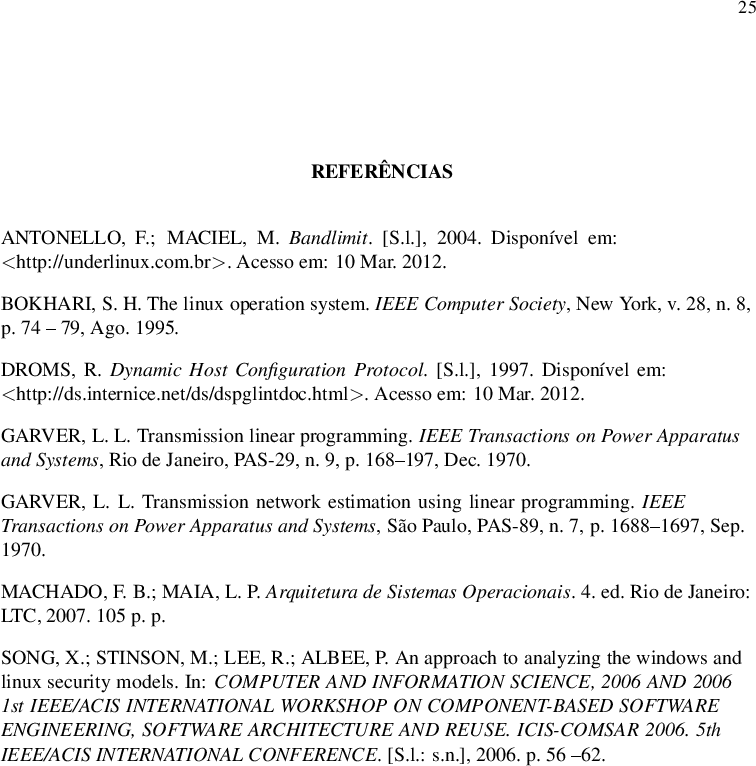 25
REFERÊNCIAS
ANTONELLO, F.; MACIEL, M. Bandlimit. [S.l.], 2004. Disponível em:
<http://underlinux.com.br>. Acesso em: 10 Mar. 2012.
BOKHARI, S. H. The linux operation system. IEEE Computer Society, New York, v. 28, n. 8,
p. 74 – 79, Ago. 1995.
DROMS, R. Dynamic Host Configuration Protocol. [S.l.], 1997. Disponível em:
<http://ds.internice.net/ds/dspglintdoc.html>. Acesso em: 10 Mar. 2012.
GARVER, L. L. Transmission linear programming. IEEE Transactions on Power Apparatus
and Systems, Rio de Janeiro, PAS-29, n. 9, p. 168–197, Dec. 1970.
GARVER, L. L. Transmission network estimation using linear programming. IEEE
Transactions on Power Apparatus and Systems, São Paulo, PAS-89, n. 7, p. 1688–1697, Sep.
1970.
MACHADO, F. B.; MAIA, L. P. Arquitetura de Sistemas Operacionais. 4. ed. Rio de Janeiro:
LTC, 2007. 105 p. p.
SONG, X.; STINSON, M.; LEE, R.; ALBEE, P. An approach to analyzing the windows and
linux security models. In: COMPUTER AND INFORMATION SCIENCE, 2006 AND 2006
1st IEEE/ACIS INTERNATIONAL WORKSHOP ON COMPONENT-BASED SOFTWARE
ENGINEERING, SOFTWARE ARCHITECTURE AND REUSE. ICIS-COMSAR 2006. 5th
IEEE/ACIS INTERNATIONAL CONFERENCE. [S.l.: s.n.], 2006. p. 56 –62.